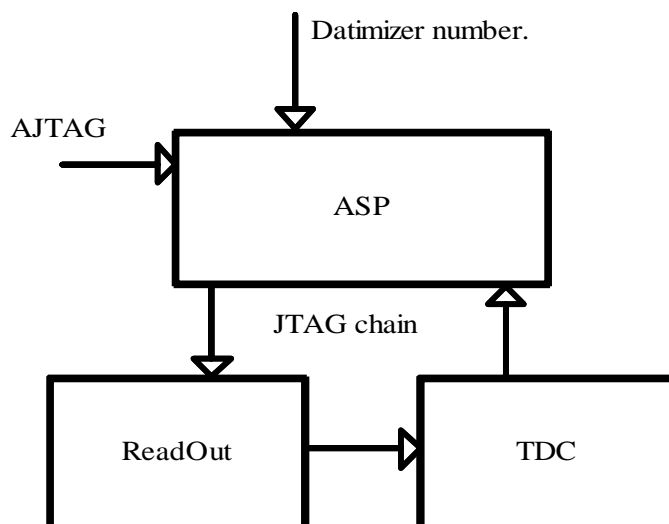 Datimizer number.
AJTAG
ASP
JTAG chain
ReadOut
TDC